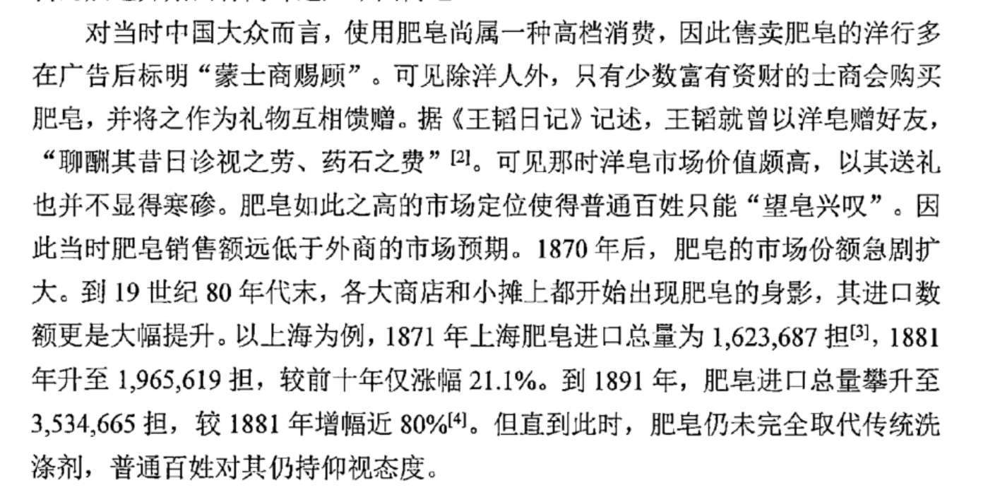 对当时中国大众而言，使用肥皂尚属一种高档消费，因此售卖肥皂的洋行多
在广告后标明“蒙士商赐顾”。可见除洋人外，只有少数富有资财的士商会购买
肥皂，并将之作为礼物互相馈赠。据《王韬日记》记述，王韬就曾以洋皂赠好友，
“聊酬其昔日诊视之劳、药石之费”[2]。可见那时洋皂市场价值颇高，以其送礼
也并不显得寒碜。肥皂如此之高的市场定位使得普通百姓只能“望皂兴叹”。因
此当时肥皂销售额远低于外商的市场预期。1870 年后，肥皂的市场份额急剧扩
大。到 19 世纪 80 年代末，各大商店和小摊上都开始出现肥皂的身影，其进口数
额更是大幅提升。以上海为例，1871 年上海肥皂进口总量为 1,623,687 担[3]，1881
年升至 1,965,619 担，较前十年仅涨幅 21.1%。到 1891 年，肥皂进口总量攀升至
3,534,665 担，较 1881 年增幅近 80%[4]。但直到此时，肥皂仍未完全取代传统洗
涤剂，普通百姓对其仍持仰视态度。